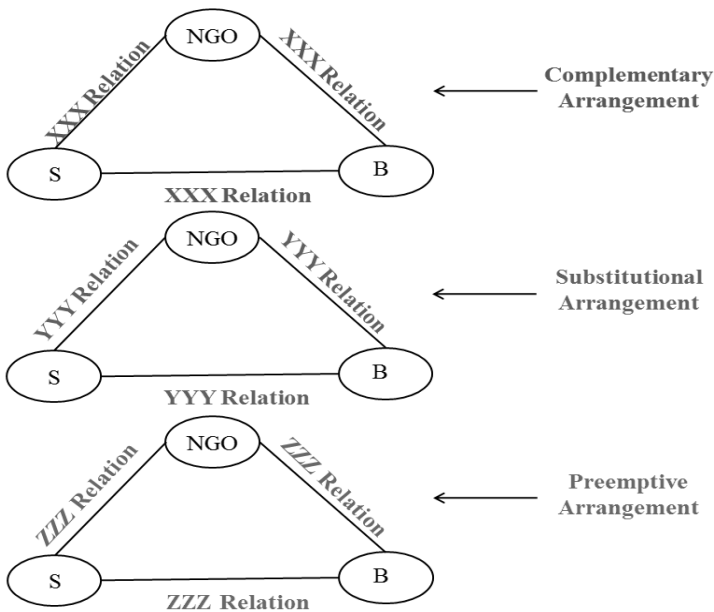 NGO
XXX Relation
XXX Relation
Complementary
Arrangement
S
B
XXX Relation
NGO
YYY Relation
YYY Relation
Substitutional
Arrangement
S
B
YYY Relation
NGO
ZZZ Relation
ZZZ Relation
Preemptive
Arrangement
S
B
ZZZ Relation